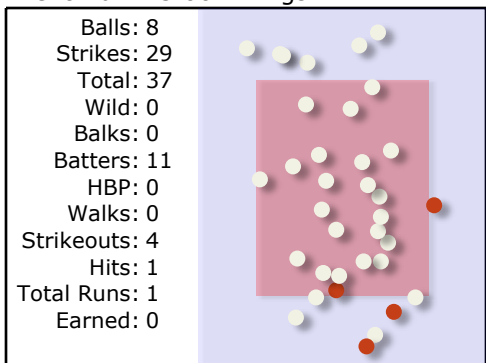 Balls: 8
Strikes: 29
Total: 37
Wild: 0
Balks: 0
Batters: 11
HBP: 0
Walks: 0
Strikeouts: 4
Hits: 1
Total Runs: 1
Earned: 0